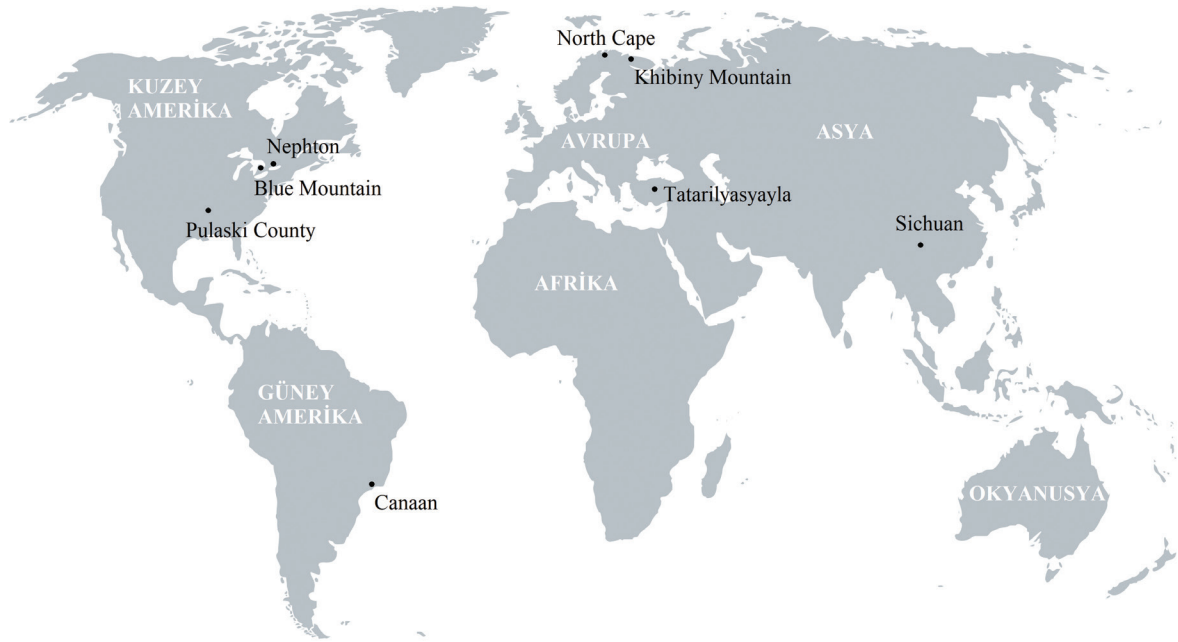 North Cape
Khibiny Mountain
KUZEY
AMERİKA
ASYA
AVRUPA
Nephton
Blue Mountain
Tatarilyasyayla
Pulaski County
Sichuan
AFRİKA
GÜNEY
AMERİKA
Canaan
OKYANUSYA